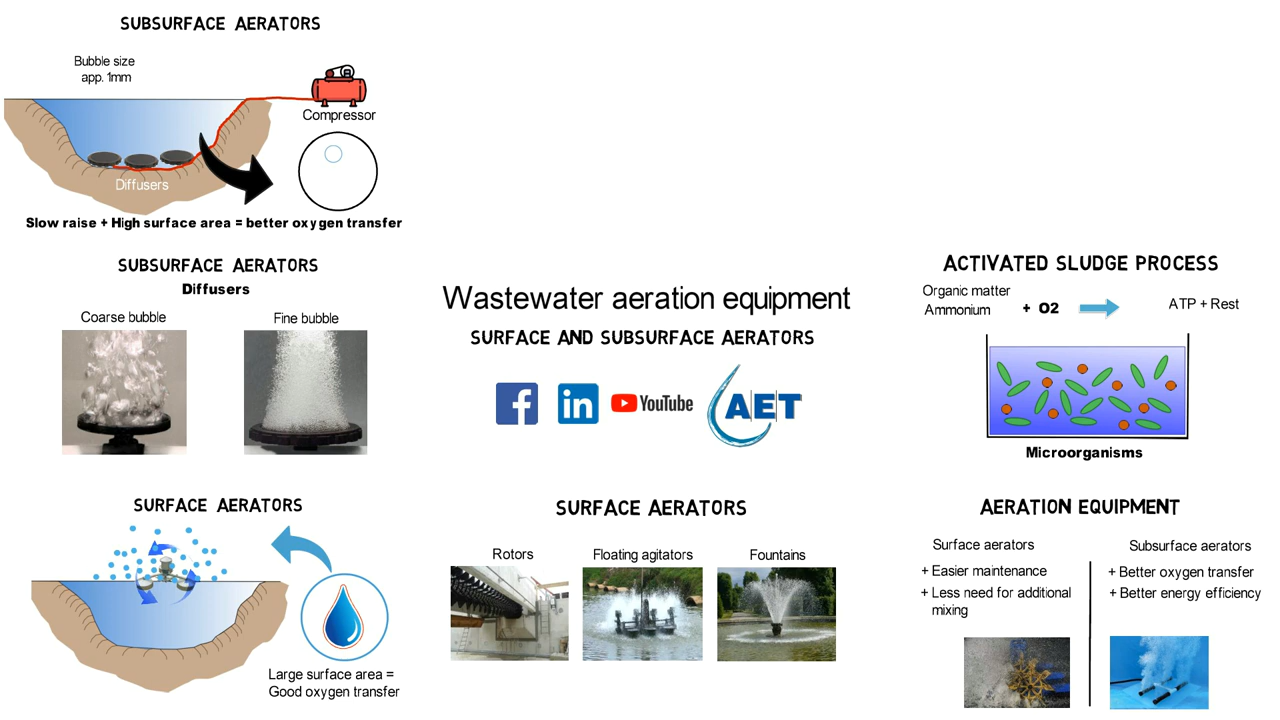 SUBSURFACE AERATORS
Bubble size
app. 1mm
Compressor
Diffusers
Slow raise + High surface area = better oxygen transfer
SUBSURFACE AERATORS
Diffusers
Coarse bubble
Fine bubble
SURFACE AERATORS
Large surface area =
Good oxygen transfer
Wastewater aeration equipment
SURFACE AND SUBSURFACE AERATORS
f
in
YouTube
AET
SURFACE AERATORS
Rotors
Floating agitators
Fountains
ACTIVATED SLUDGE PROCESS
Organic matter
Ammonium
+ O2
ATP + Rest
Microorganisms
AERATION EQUIPMENT
Surface aerators
+ Easier maintenance
+ Less need for additional
mixing
Subsurface aerators
+ Better oxygen transfer
+ Better energy efficiency